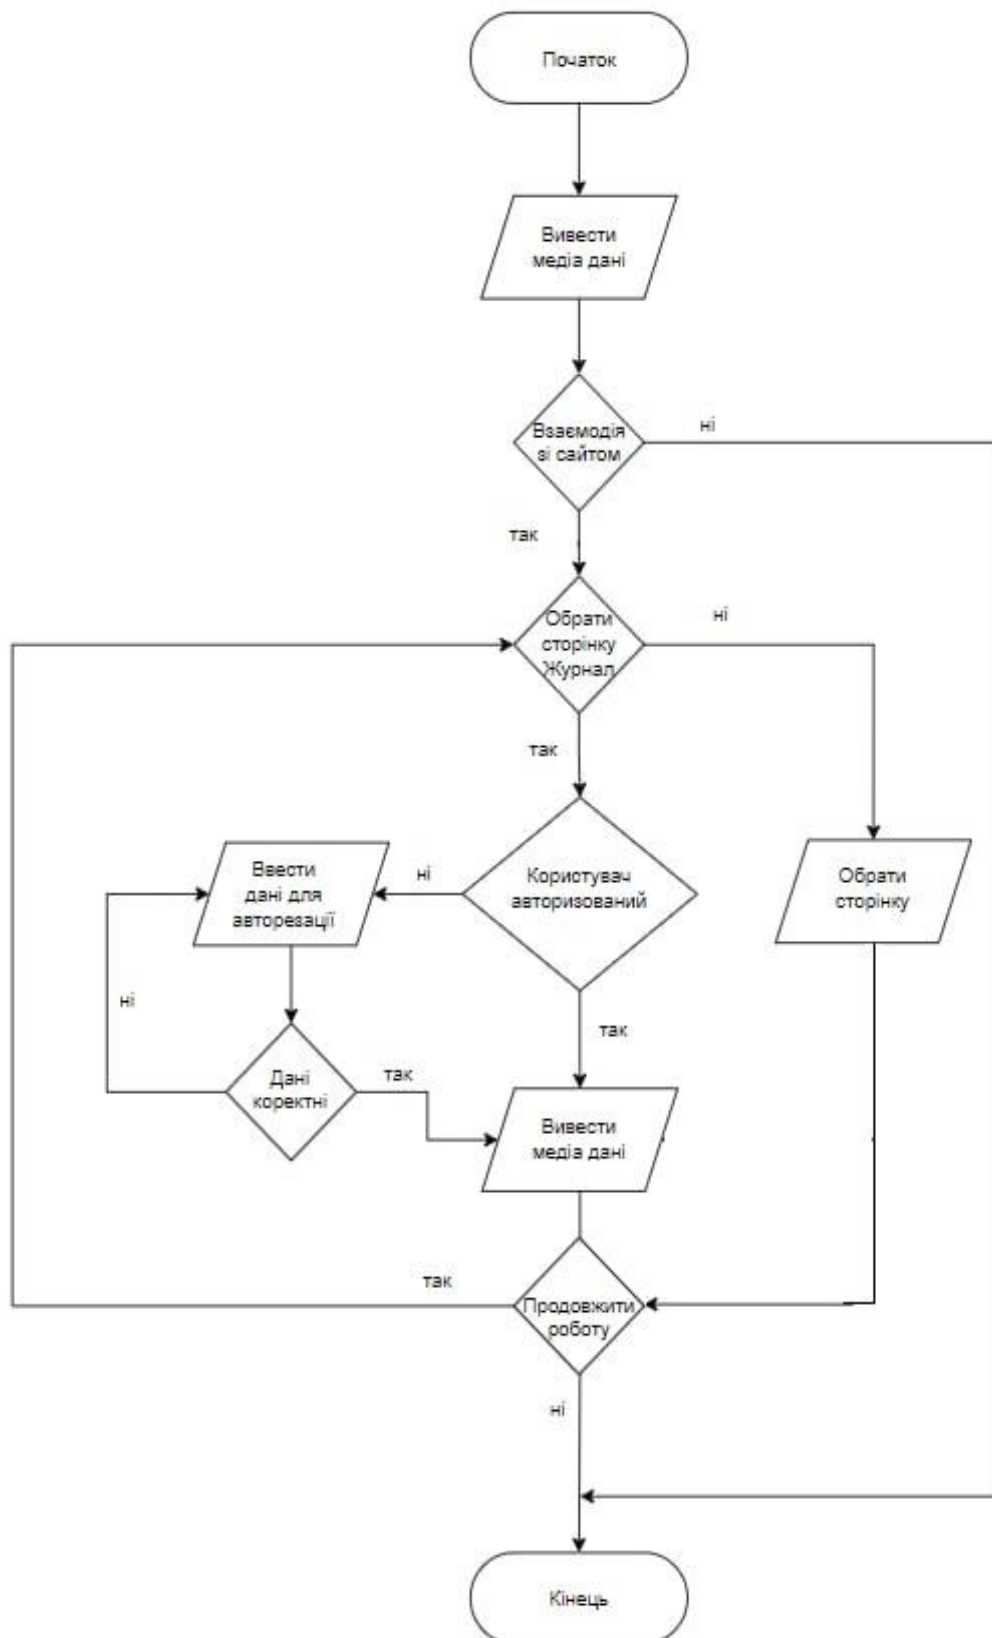 Початок
Вивести
медіа дані
Взаємодія
зі сайтом
ні
так
Обрати
сторінку
Журнал
ні
так
Користувач
авторизований
ні
Ввести
дані для
авторезації
Обрати
сторінку
ні
так
Дані
коректні
так
Вивести
медіа дані
так
Продовжити
роботу
ні
Кінець